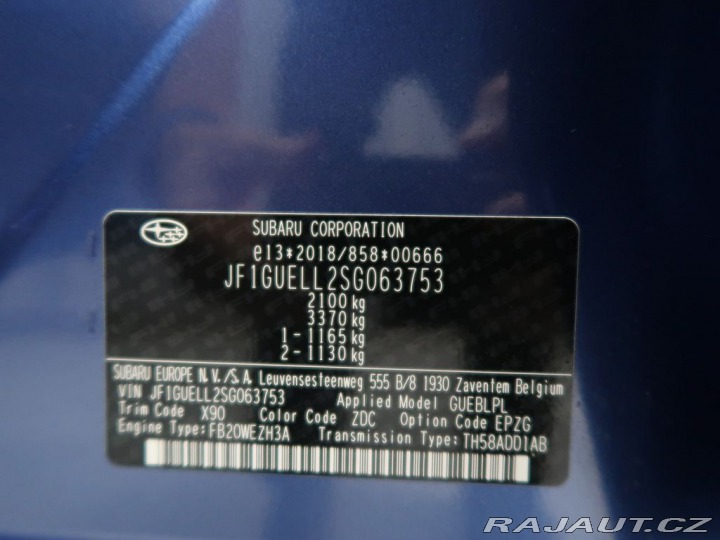 SUBARU CORPORATION
e13*2018/858*00666
JF1GUELL2SG063753
2100 kg
3370 kg
1 - 1165 kg
2 - 1130 kg
SUBARU EUROPE N.V./S.A. Leuvensesteenweg 555 B/8 1930 Zaventem Belgium
VIN JF1GUELL2SG063753 Applied Model GUEBLPL
Trim Code X90 Color Code ZDC Option Code EPZG
Engine Type:FB20WEZH3A Transmission Type:TH58ADD1AB
RAJAUT.CZ